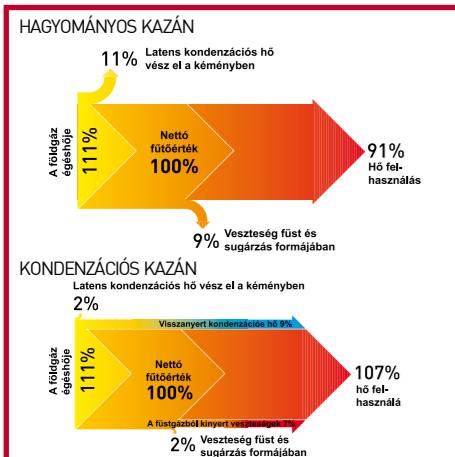 HAGYOMÁNYOS KAZÁN
11%
Latens kondenzációs hő
vész el a kéményben
A földgáz
égéshője
111%
Nettó
fűtőérték
100%
91%
Hő fel-
használás
9%
Veszteség füst és
sugárzás formájában
KONDENZÁCIÓS KAZÁN
Latens kondenzációs hő vész el a kéményben
2%
Visszanyert kondenzációs hő 9%
A földgáz
égéshője
111%
Nettó
fűtőérték
100%
107%
hő fel-
használá
A füstgázból kinyert veszteségek 7%
2%
Veszteség füst és
sugárzás formájában